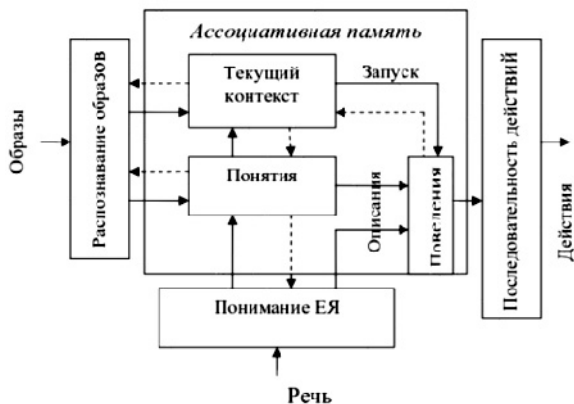 Ассоциативная память
Текущий
контекст
Запуск
Образы
Распознавание образов
Понятия
Описания
Поведения
Последовательность действий
Действия
Понимание ЕЯ
Речь